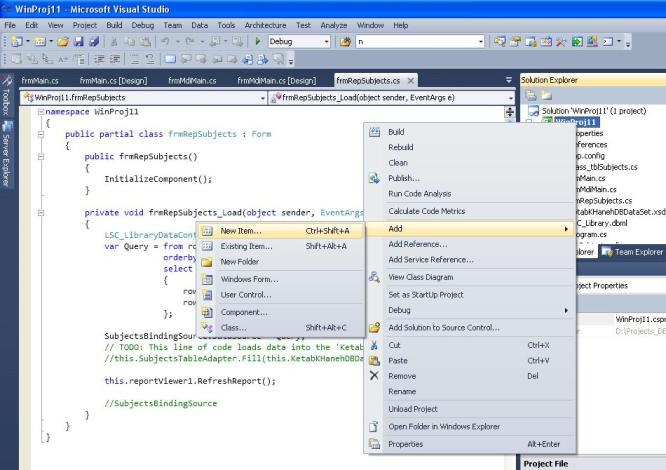 WinProj11 - Microsoft Visual Studio
File Edit View Project Build Debug Team Data Tools Architecture Test Analyze Window Help
Debug n
frmMain.cs frmMain.cs [Design] frmMdiMain.cs frmMdiMain.cs [Design] frmRepSubjects.cs
Solution Explorer
WinProj11.frmRepSubjects frmRepSubjects_Load(object sender, EventArgs e)
Toolbox
Server Explorer
namespace WinProj11
{
public partial class frmRepSubjects : Form
{
public frmRepSubjects()
{
InitializeComponent();
}
private void frmRepSubjects_Load(object sender, EventArgs
{
LSC_LibraryDataCont
var Query = from ro
orderby
select
{
row
row
};
SubjectsBindingSource.
// TODO: This line of code loads data into the 'Ketab
//this.SubjectsTableAdapter.Fill(this.KetabKHanehDBDa
this.reportViewer1.RefreshReport();
//SubjectsBindingSource
}
}
}
New Item... Ctrl+Shift+A
Existing Item... Shift+Alt+A
New Folder
Windows Form...
User Control...
Component...
Class... Shift+Alt+C
Build
Rebuild
Clean
Publish...
Run Code Analysis
Calculate Code Metrics
Add
Add Reference...
Add Service Reference...
View Class Diagram
Set as StartUp Project
Debug
Add Solution to Source Control...
Cut Ctrl+X
Paste Ctrl+V
Remove Del
Rename
Unload Project
Open Folder in Windows Explorer
Properties Alt+Enter
Solution 'WinProj11' (1 project)
WinProj11
operties
eferences
p.config
ass_tblSubjects.cs
mMain.cs
mMdiMain.cs
mRepSubjects.cs
etabKHanehDBDataSet.xsd
C_Library.dbml
ogram.cs
lorer Team Explorer
ject Properties
WinProj11.cspr
D:\Projects_DE
Project File